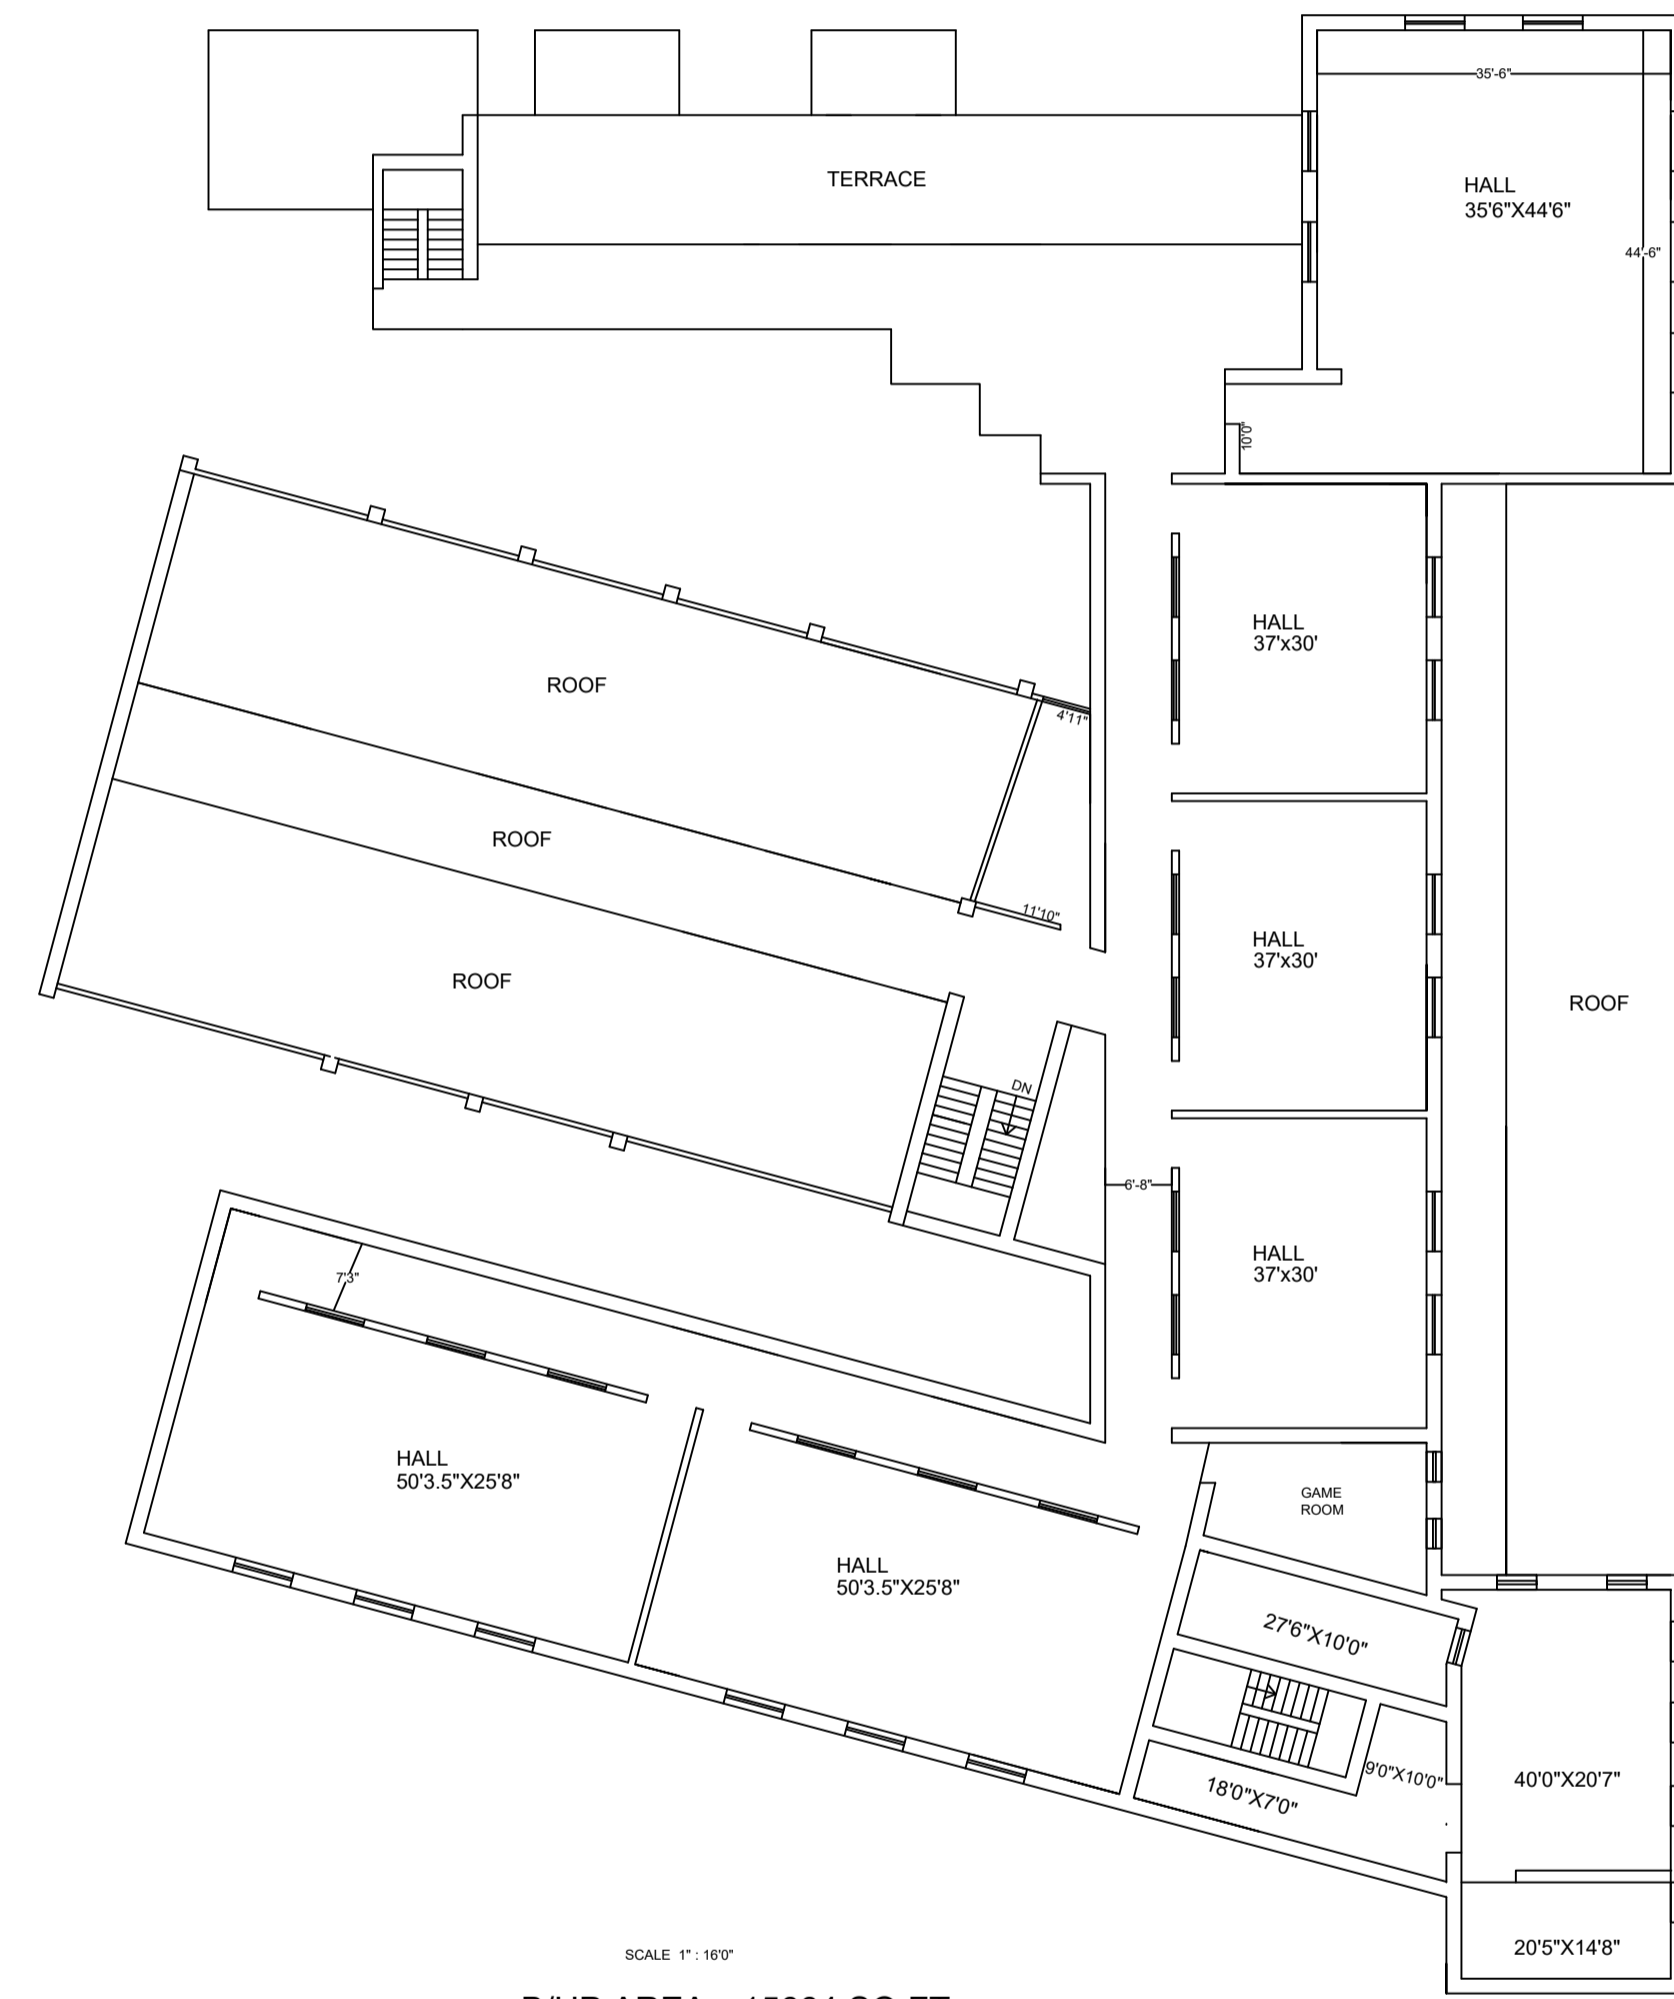 35'-6"
TERRACE
HALL
35'6"X44'6"
44'-6"
10'0"
HALL
37'x30'
ROOF
4'11"
ROOF
11'10"
HALL
37'x30'
ROOF
ROOF
DN
6'-8"
HALL
37'x30'
7'3"
HALL
50'3.5"X25'8"
GAME
ROOM
HALL
50'3.5"X25'8"
27'6"X10'0"
9'0"X10'0"
18'0"X7'0"
40'0"X20'7"
20'5"X14'8"
SCALE 1" : 16'0"